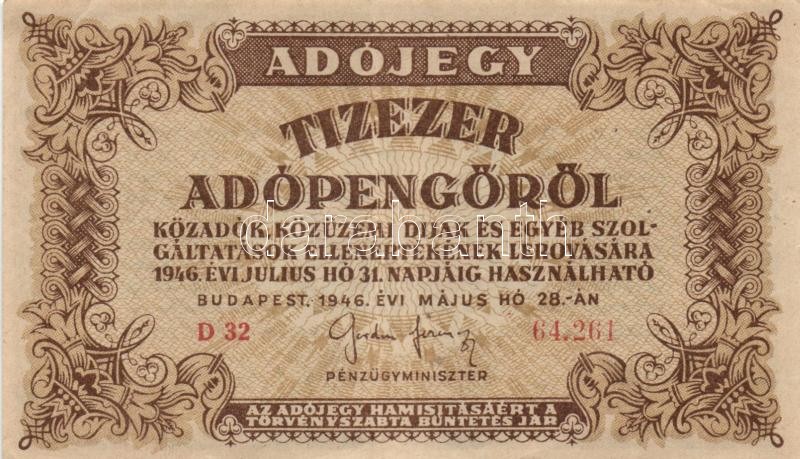 ADÓJEGY
TIZEZER
ADÓPENGŐRŐL
KÖZADÓK, KÖZÜZEMI DIJAK ÉS EGYÉB SZOL-
GÁLTATÁSOK ELLENÉRTÉKÉNEK LEROVÁSÁRA
1946. ÉVI JULIUS HÓ 31. NAPJÁIG HASZNÁLHATÓ
BUDAPEST. 1946. ÉVI MÁJUS HÓ 28.-ÁN
D 32 64.261
PÉNZÜGYMINISZTER
AZ ADÓJEGY HAMISITÁSÁÉRT A
TÖRVÉNYSZABTA BÜNTETÉS JÁR
darabanth